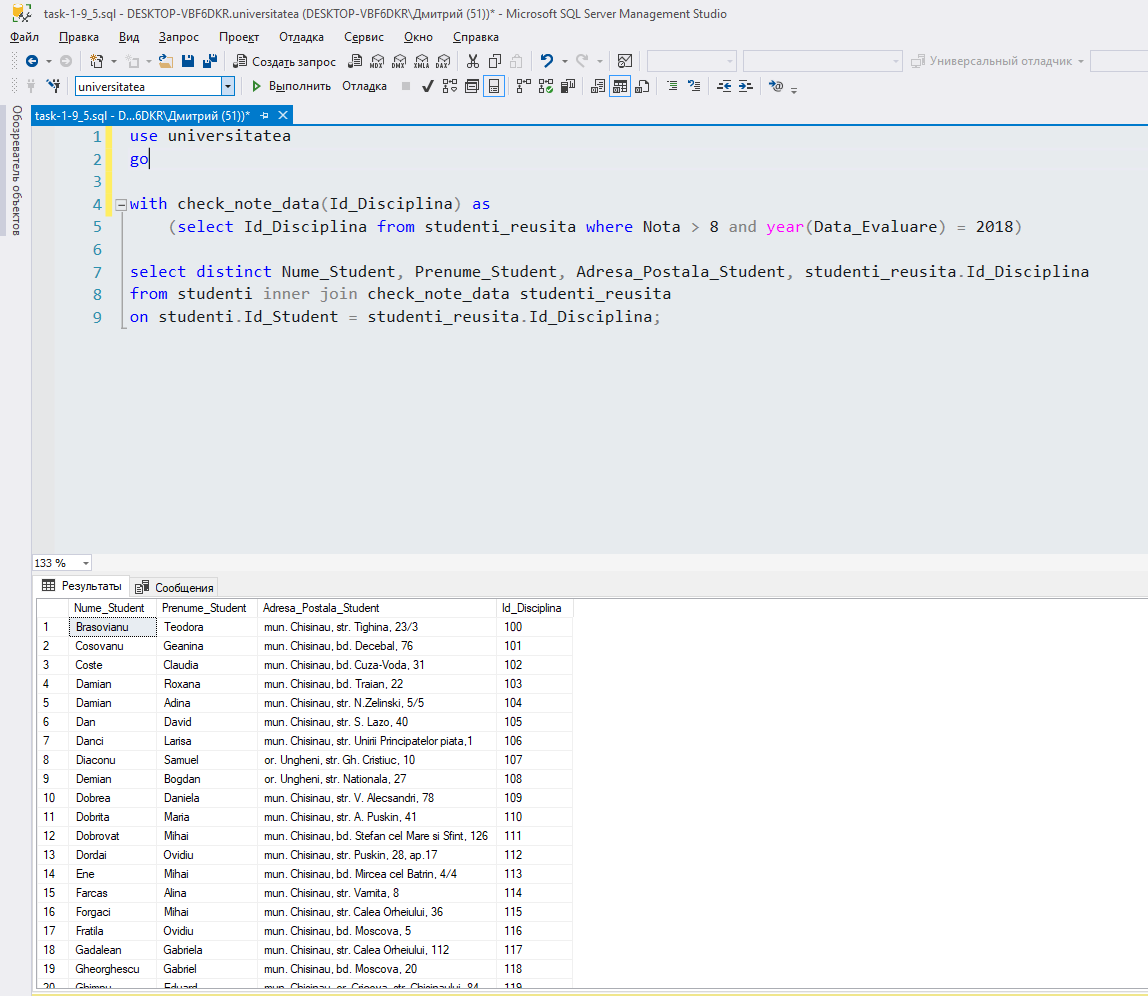 task-1-9_5.sql - DESKTOP-VBF6DKR.universitatea (DESKTOP-VBF6DKR\Дмитрий (51))* - Microsoft SQL Server Management Studio
Файл Правка Вид Запрос Проект Отладка Сервис Окно Справка
Создать запрос MDX DMX XMLA DAX Универсальный отладчик
universitatea Выполнить Отладка
Обозреватель объектов
task-1-9_5.sql - D...6DKR\Дмитрий (51))*
1 use universitatea
2 go
3
4 with check_note_data(Id_Disciplina) as
5 (select Id_Disciplina from studenti_reusita where Nota > 8 and year(Data_Evaluare) = 2018)
6
7 select distinct Nume_Student, Prenume_Student, Adresa_Postala_Student, studenti_reusita.Id_Disciplina
8 from studenti inner join check_note_data studenti_reusita
9 on studenti.Id_Student = studenti_reusita.Id_Disciplina;
133 %
Результаты Сообщения
Nume_Student Prenume_Student Adresa_Postala_Student Id_Disciplina
1 Brasovianu Teodora mun. Chisinau, str. Tighina, 23/3 100
2 Cosovanu Geanina mun. Chisinau, bd. Decebal, 76 101
3 Coste Claudia mun. Chisinau, bd. Cuza-Voda, 31 102
4 Damian Roxana mun. Chisinau, bd. Traian, 22 103
5 Damian Adina mun. Chisinau, str. N.Zelinski, 5/5 104
6 Dan David mun. Chisinau, str. S. Lazo, 40 105
7 Danci Larisa mun. Chisinau, str. Unirii Principatelor piata,1 106
8 Diaconu Samuel or. Ungheni, str. Gh. Cristiuc, 10 107
9 Demian Bogdan or. Ungheni, str. Nationala, 27 108
10 Dobrea Daniela mun. Chisinau, str. V. Alecsandri, 78 109
11 Dobrita Maria mun. Chisinau, str. A. Puskin, 41 110
12 Dobrovat Mihai mun. Chisinau, bd. Stefan cel Mare si Sfint, 126 111
13 Dordai Ovidiu mun. Chisinau, str. Puskin, 28, ap.17 112
14 Ene Mihai mun. Chisinau, bd. Mircea cel Batrin, 4/4 113
15 Farcas Alina mun. Chisinau, str. Varnita, 8 114
16 Forgaci Mihai mun. Chisinau, str. Calea Orheiului, 36 115
17 Fratila Ovidiu mun. Chisinau, bd. Moscova, 5 116
18 Gadalean Gabriela mun. Chisinau, str. Calea Orheiului, 112 117
19 Gheorghescu Gabriel mun. Chisinau, bd. Moscova, 20 118
20 Ghimpu Eduard mun. Chisinau, or. Cricova, str. Chisinaului, 84 119